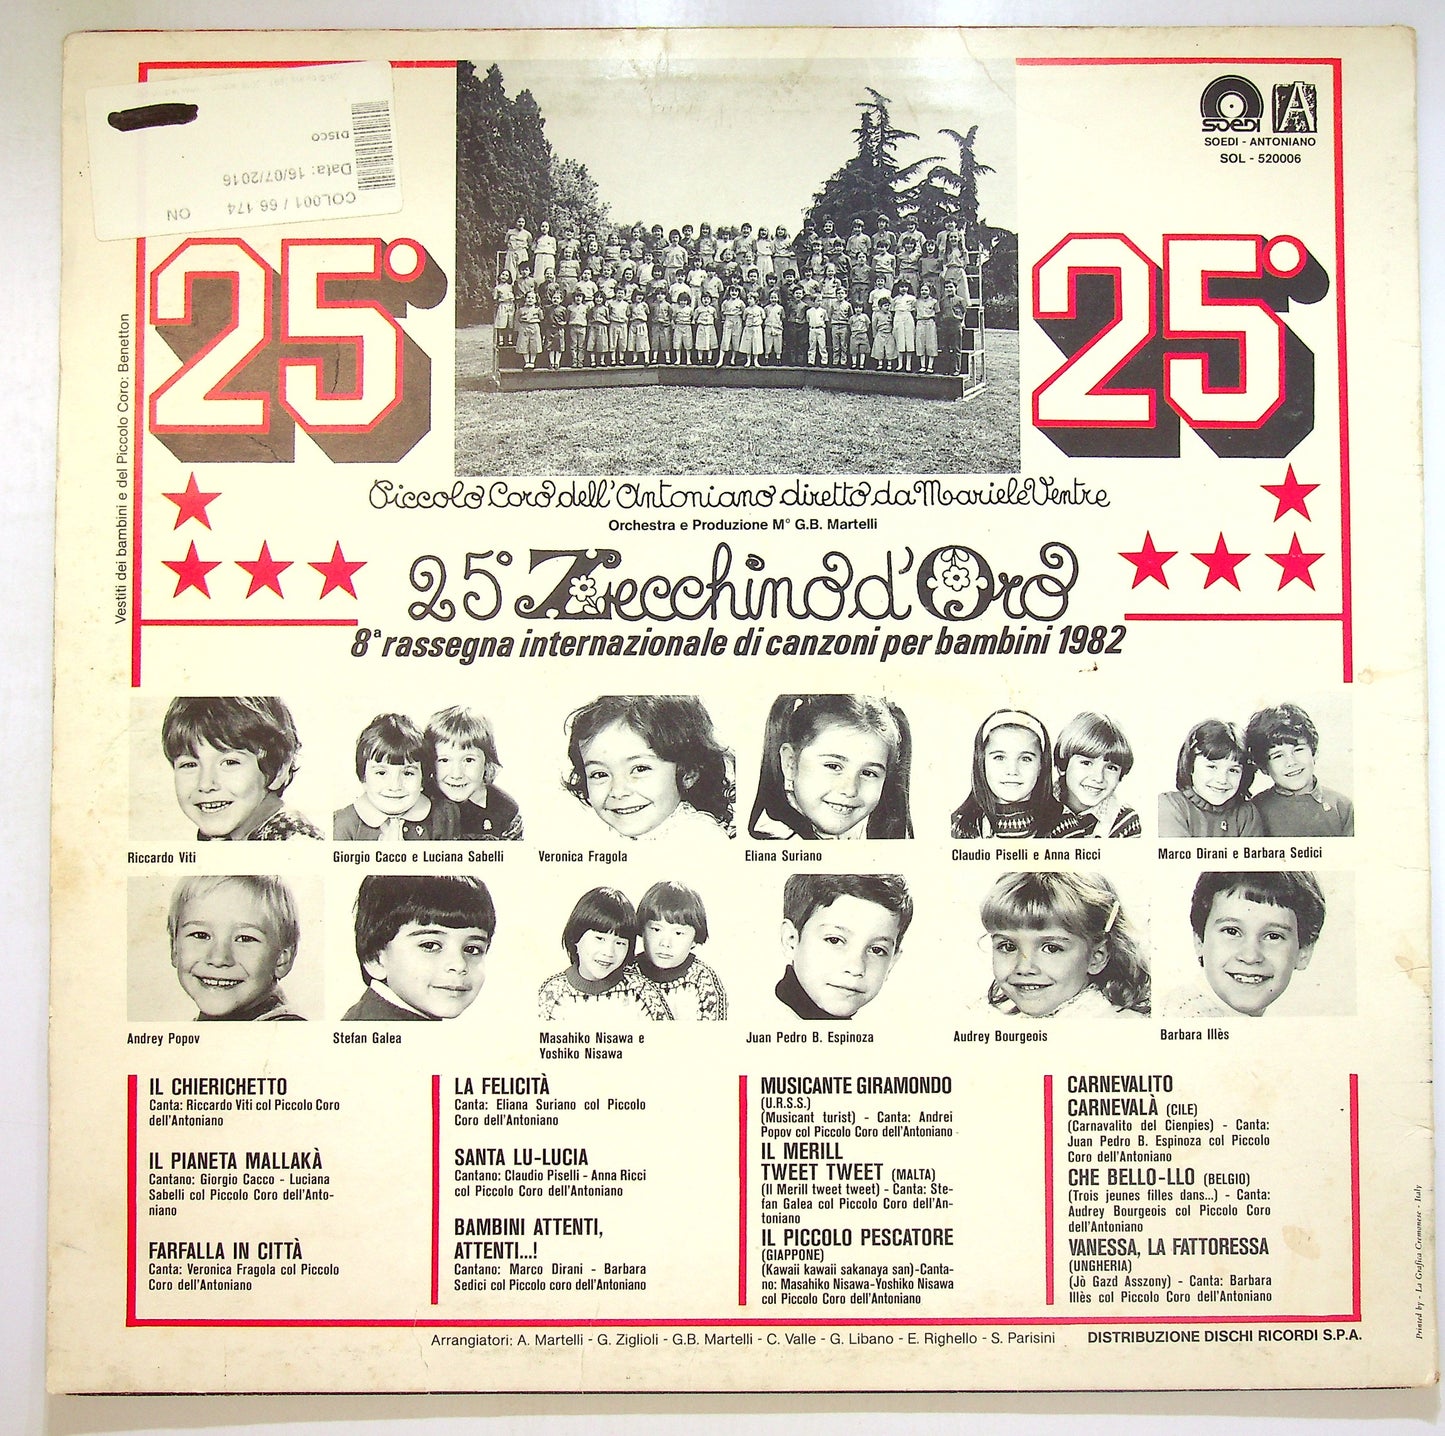 DISCO
Data: 16/07/2016
COL001 / 66 174
NO
SOEDI
A
SOEDI - ANTONIANO
SOL - 520006
25°
25°
Vestiti dei bambini e del Piccolo Coro: Benetton
Piccolo Coro dell'Antoniano diretto da Mariele Ventre
Orchestra e Produzione M° G.B. Martelli
25° Zecchino d'Oro
8ª rassegna internazionale di canzoni per bambini 1982
Riccardo Viti
Giorgio Cacco e Luciana Sabelli
Veronica Fragola
Eliana Suriano
Claudio Piselli e Anna Ricci
Marco Dirani e Barbara Sedici
Andrey Popov
Stefan Galea
Masahiko Nisawa e
Yoshiko Nisawa
Juan Pedro B. Espinoza
Audrey Bourgeois
Barbara Illès
IL CHIERICHETTO
Canta: Riccardo Viti col Piccolo Coro
dell'Antoniano
IL PIANETA MALLAKÀ
Cantano: Giorgio Cacco - Luciana
Sabelli col Piccolo Coro dell'Anto-
niano
FARFALLA IN CITTÀ
Canta: Veronica Fragola col Piccolo
Coro dell'Antoniano
LA FELICITÀ
Canta: Eliana Suriano col Piccolo
Coro dell'Antoniano
SANTA LU-LUCIA
Cantano: Claudio Piselli - Anna Ricci
col Piccolo Coro dell'Antoniano
BAMBINI ATTENTI,
ATTENTI...!
Cantano: Marco Dirani - Barbara
Sedici col Piccolo coro dell'Antoniano
MUSICANTE GIRAMONDO
(U.R.S.S.)
(Musicant turist) - Canta: Andrei
Popov col Piccolo Coro dell'Antoniano
IL MERILL
TWEET TWEET (MALTA)
(Il Merill tweet tweet) - Canta: Ste-
fan Galea col Piccolo Coro dell'An-
toniano
IL PICCOLO PESCATORE
(GIAPPONE)
(Kawaii kawaii sakanaya san)-Canta-
no: Masahiko Nisawa-Yoshiko Nisawa
col Piccolo Coro dell'Antoniano
CARNEVALITO
CARNEVALÀ (CILE)
(Carnavalito del Cienpies) - Canta:
Juan Pedro B. Espinoza col Piccolo
Coro dell'Antoniano
CHE BELLO-LLO (BELGIO)
(Trois jeunes filles dans...) - Canta:
Audrey Bourgeois col Piccolo Coro
dell'Antoniano
VANESSA, LA FATTORESSA
(UNGHERIA)
(Jò Gazd Asszony) - Canta: Barbara
Illès col Piccolo Coro dell'Antoniano
Arrangiatori: A. Martelli - G. Ziglioli - G.B. Martelli - C. Valle - G. Libano - E. Righello - S. Parisini
DISTRIBUZIONE DISCHI RICORDI S.P.A.
Printed by - La Grafica Cremonese - Italy